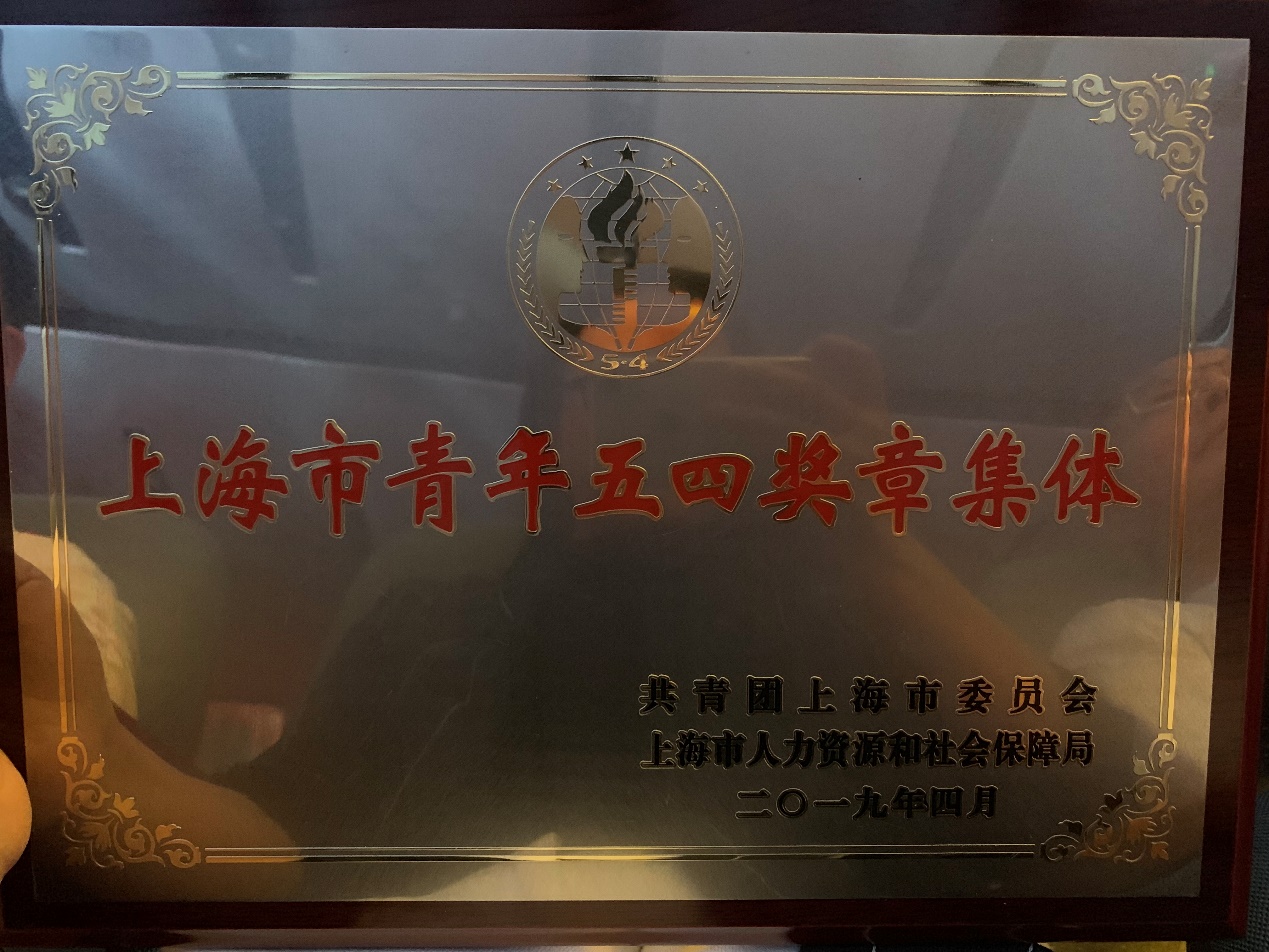 5·4
上海市青年五四奖章集体
共青团上海市委员会
上海市人力资源和社会保障局
二〇一九年四月